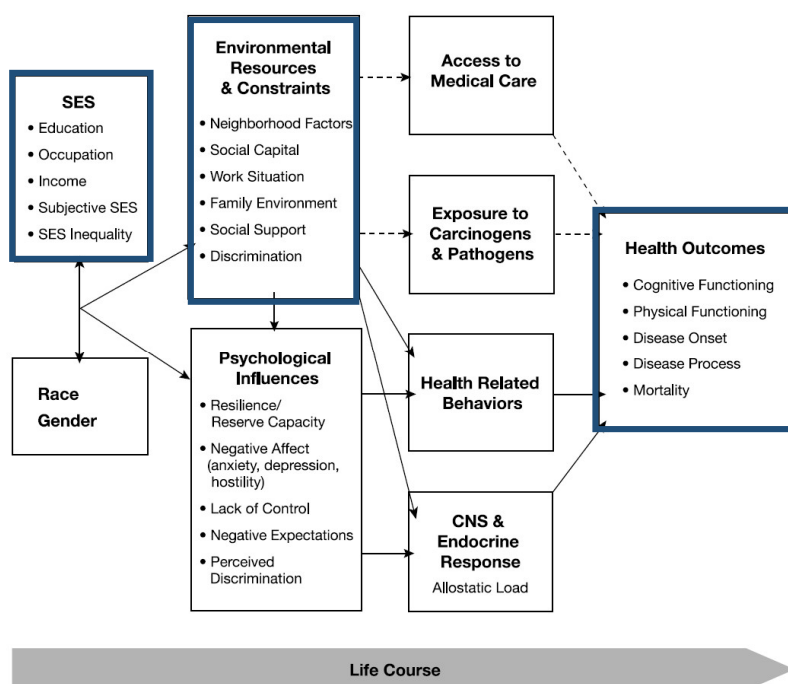 SES
• Education
• Occupation
• Income
• Subjective SES
• SES Inequality
Race
Gender
Environmental
Resources
& Constraints
• Neighborhood Factors
• Social Capital
• Work Situation
• Family Environment
• Social Support
• Discrimination
Psychological
Influences
• Resilience/
Reserve Capacity
• Negative Affect
(anxiety, depression,
hostility)
• Lack of Control
• Negative Expectations
• Perceived
Discrimination
Access to
Medical Care
Exposure to
Carcinogens
& Pathogens
Health Related
Behaviors
CNS &
Endocrine
Response
Allostatic Load
Health Outcomes
• Cognitive Functioning
• Physical Functioning
• Disease Onset
• Disease Process
• Mortality
Life Course